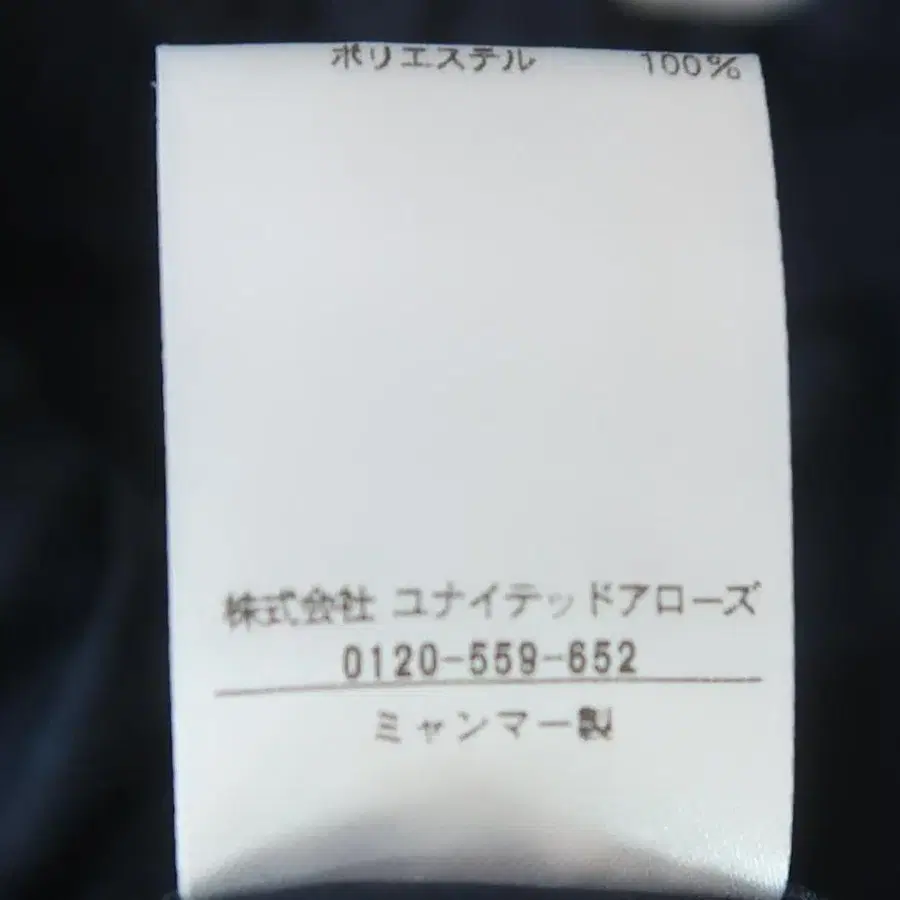 ポリエステル 100%
株式会社 ユナイテッドアローズ
0120-559-652
ミャンマー製